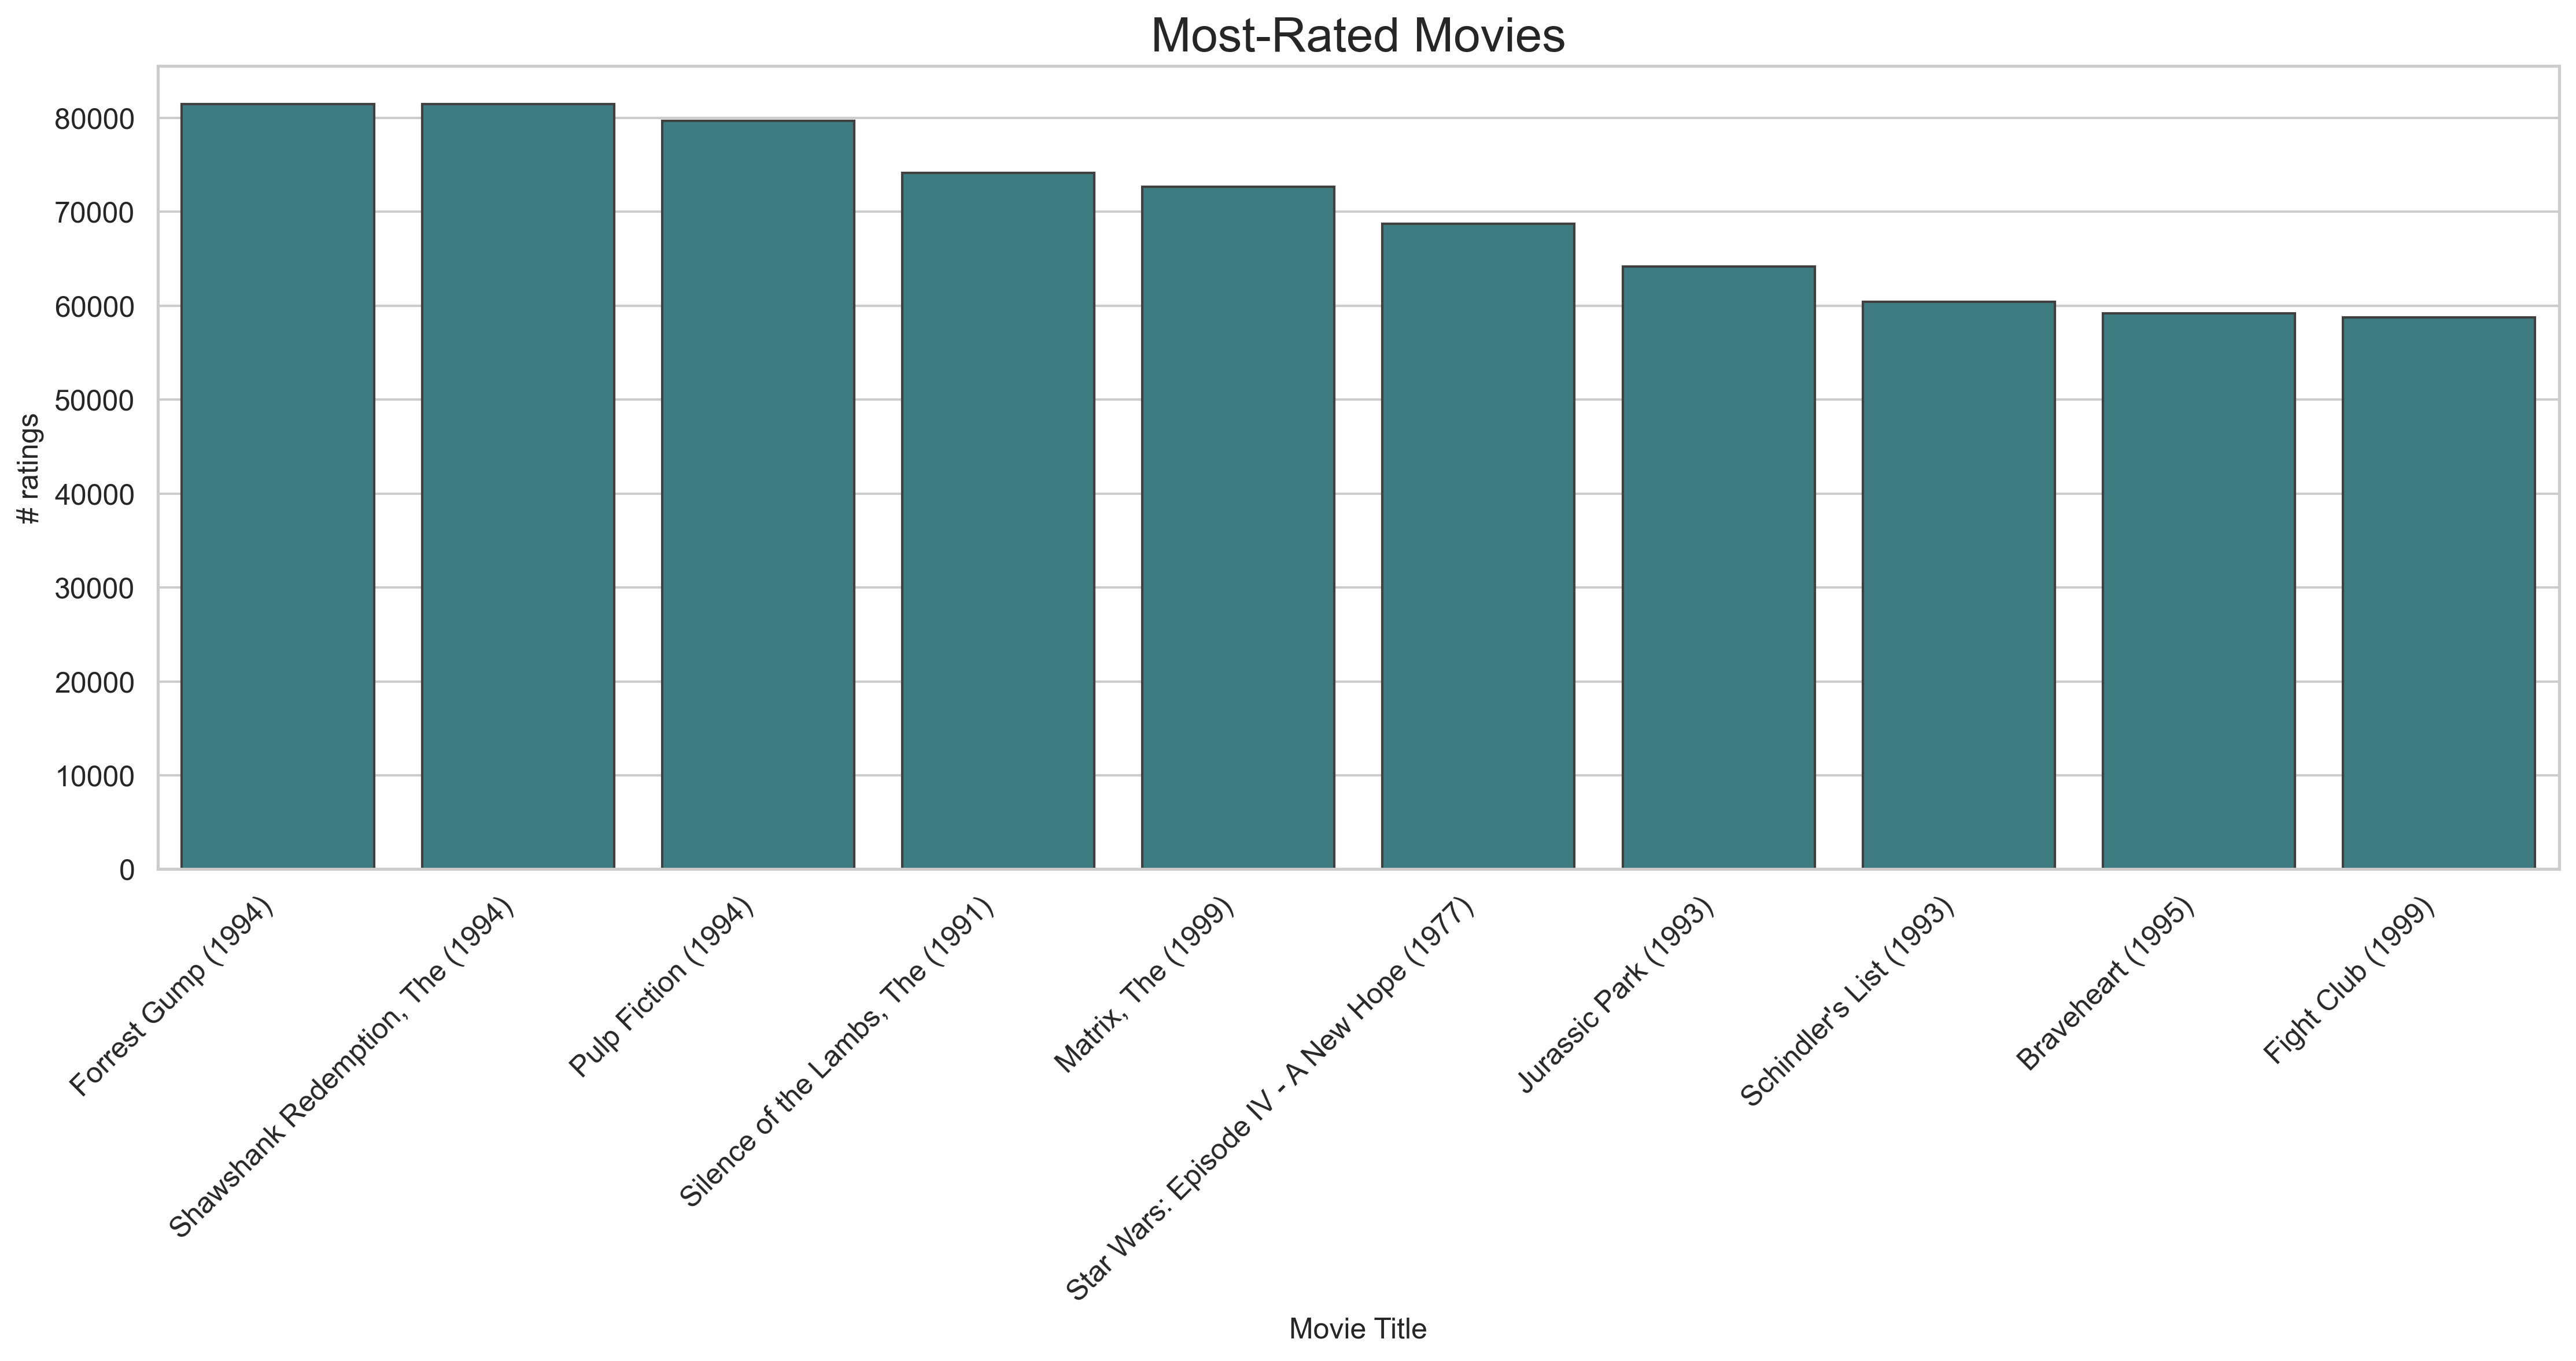 Most-Rated Movies
# ratings
80000
70000
60000
50000
40000
30000
20000
10000
0
Forrest Gump (1994)
Shawshank Redemption, The (1994)
Pulp Fiction (1994)
Silence of the Lambs, The (1991)
Matrix, The (1999)
Star Wars: Episode IV - A New Hope (1977)
Jurassic Park (1993)
Schindler's List (1993)
Braveheart (1995)
Fight Club (1999)
Movie Title